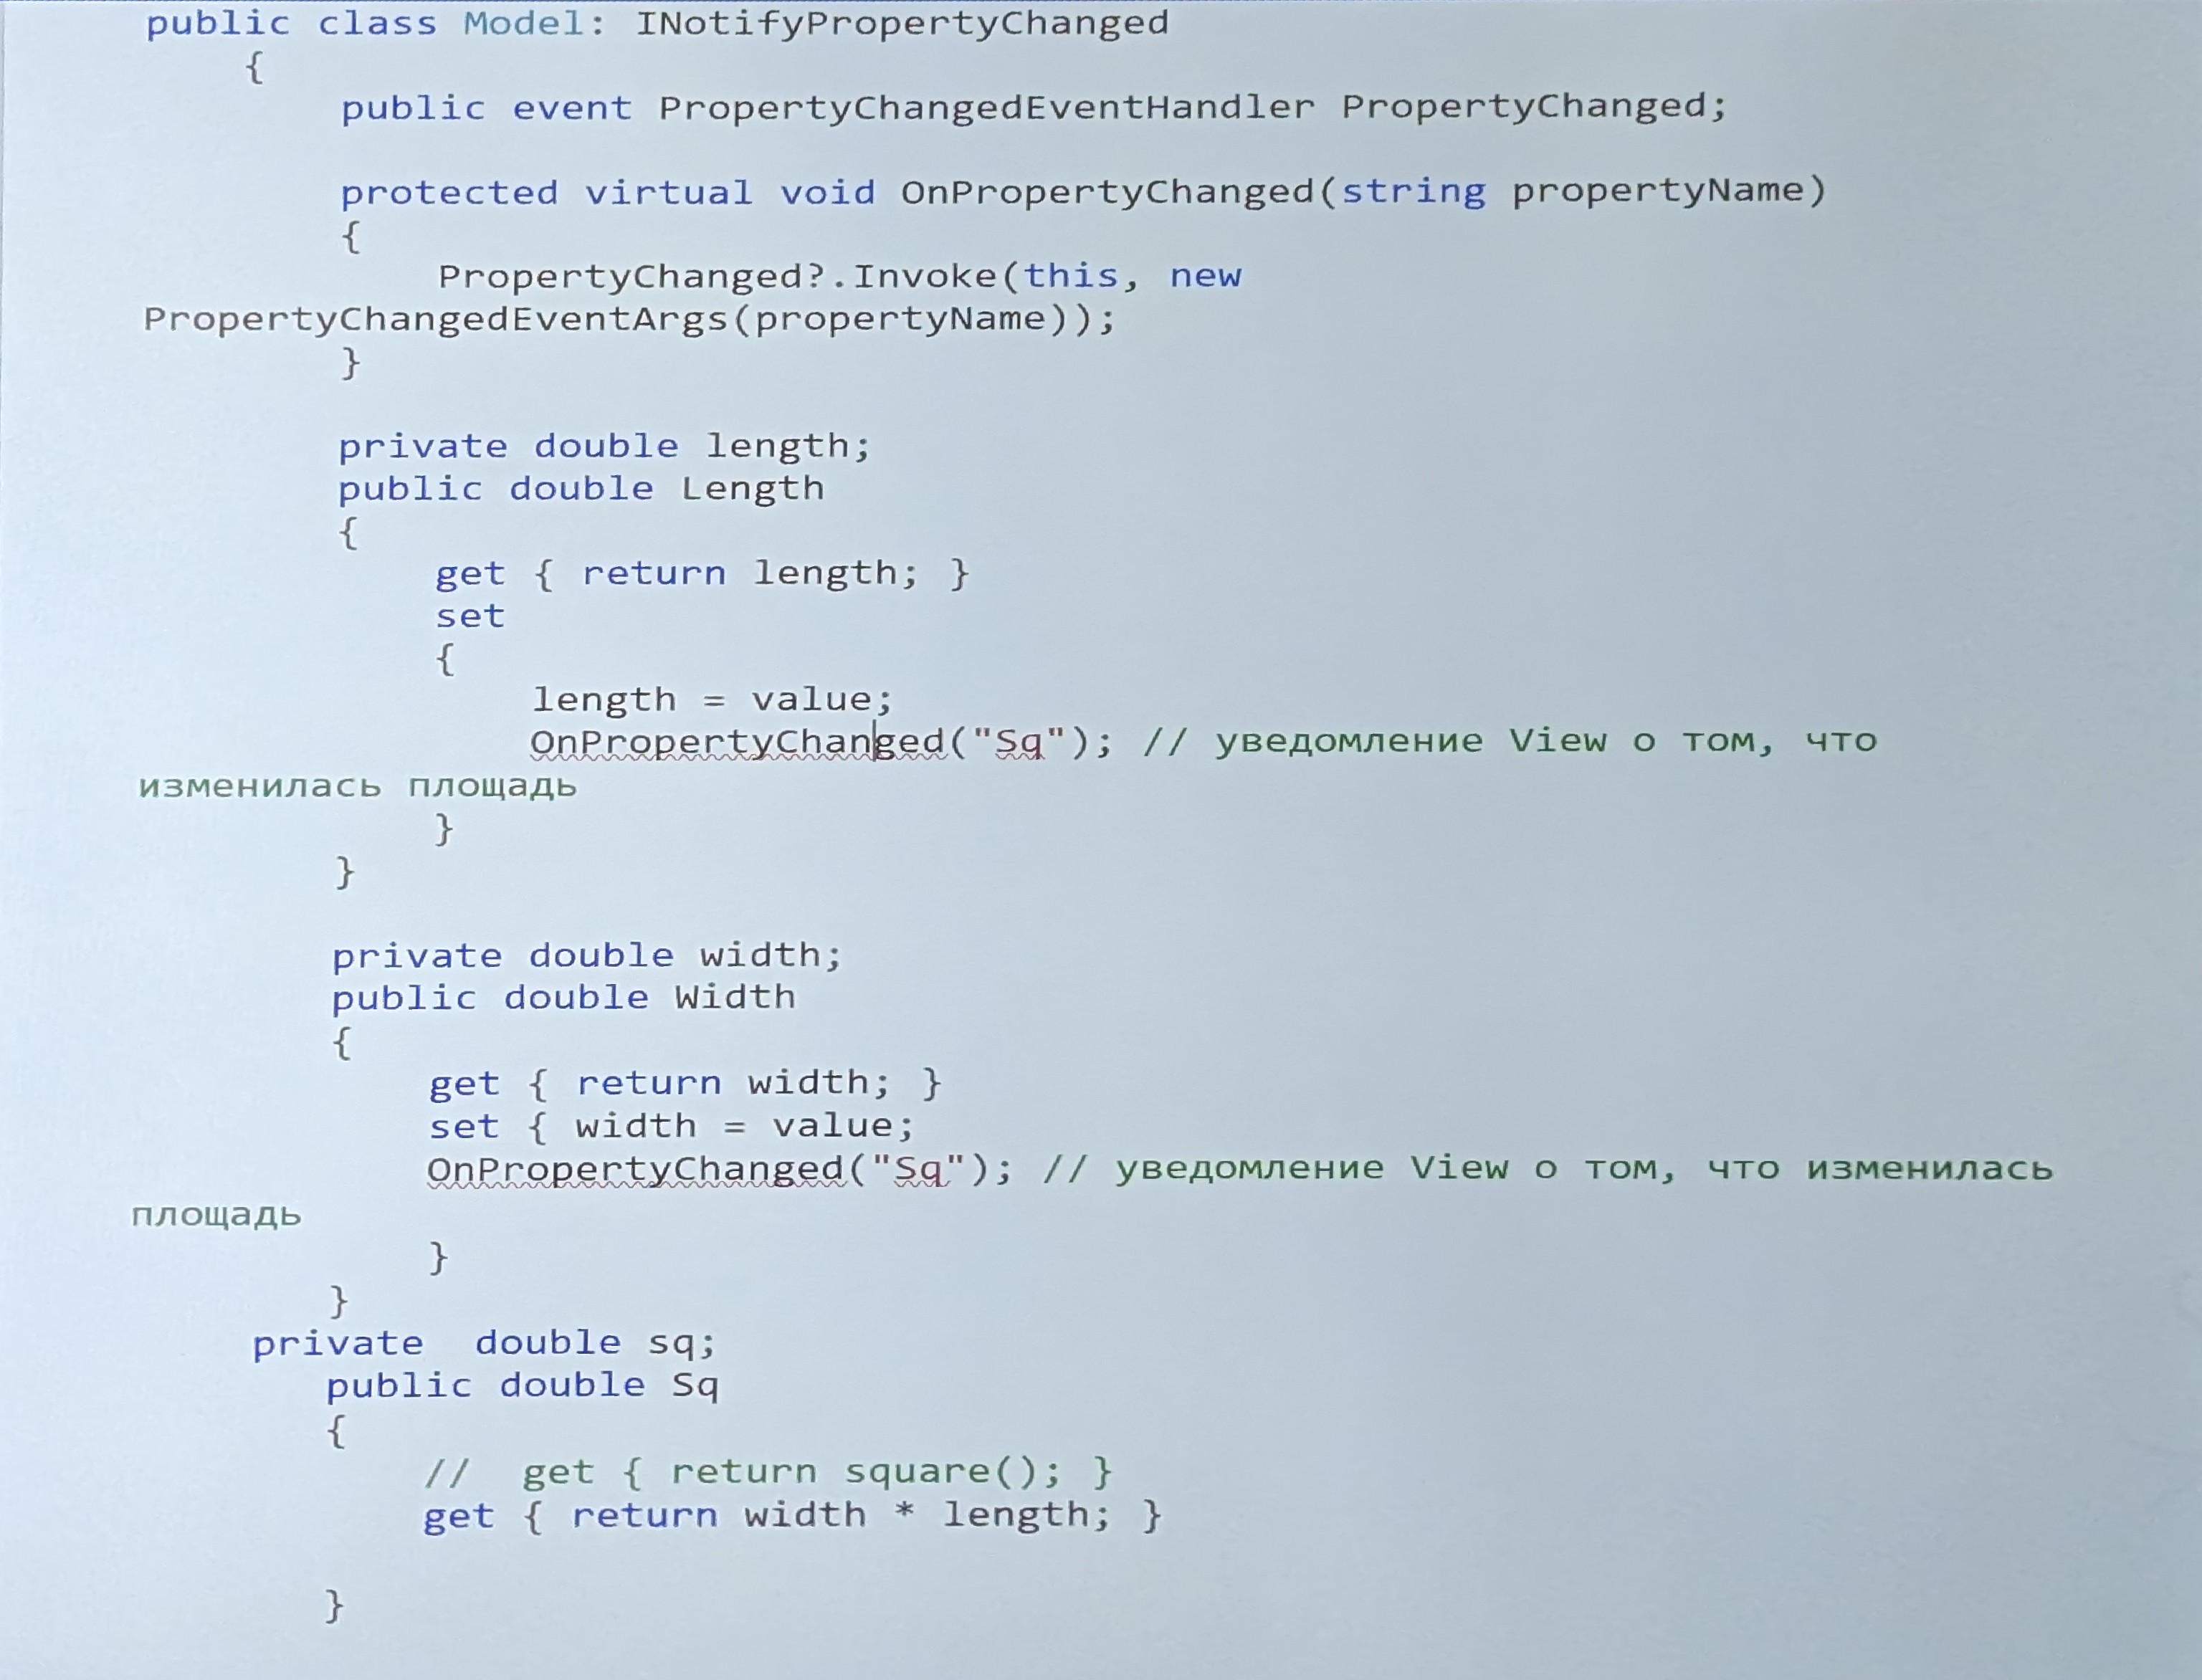 public class Model: INotifyPropertyChanged
{
public event PropertyChangedEventHandler PropertyChanged;
protected virtual void OnPropertyChanged(string propertyName)
{
PropertyChanged?.Invoke(this, new
PropertyChangedEventArgs(propertyName));
}
private double length;
public double Length
{
get { return length; }
set
{
length = value;
OnPropertyChanged("Sq"); // уведомление View о том, что
изменилась площадь
}
}
private double width;
public double Width
{
get { return width; }
set { width = value;
OnPropertyChanged("Sq"); // уведомление View о том, что изменилась
площадь
}
}
private  double sq;
public double Sq
{
//  get { return square(); }
get { return width * length; }
}